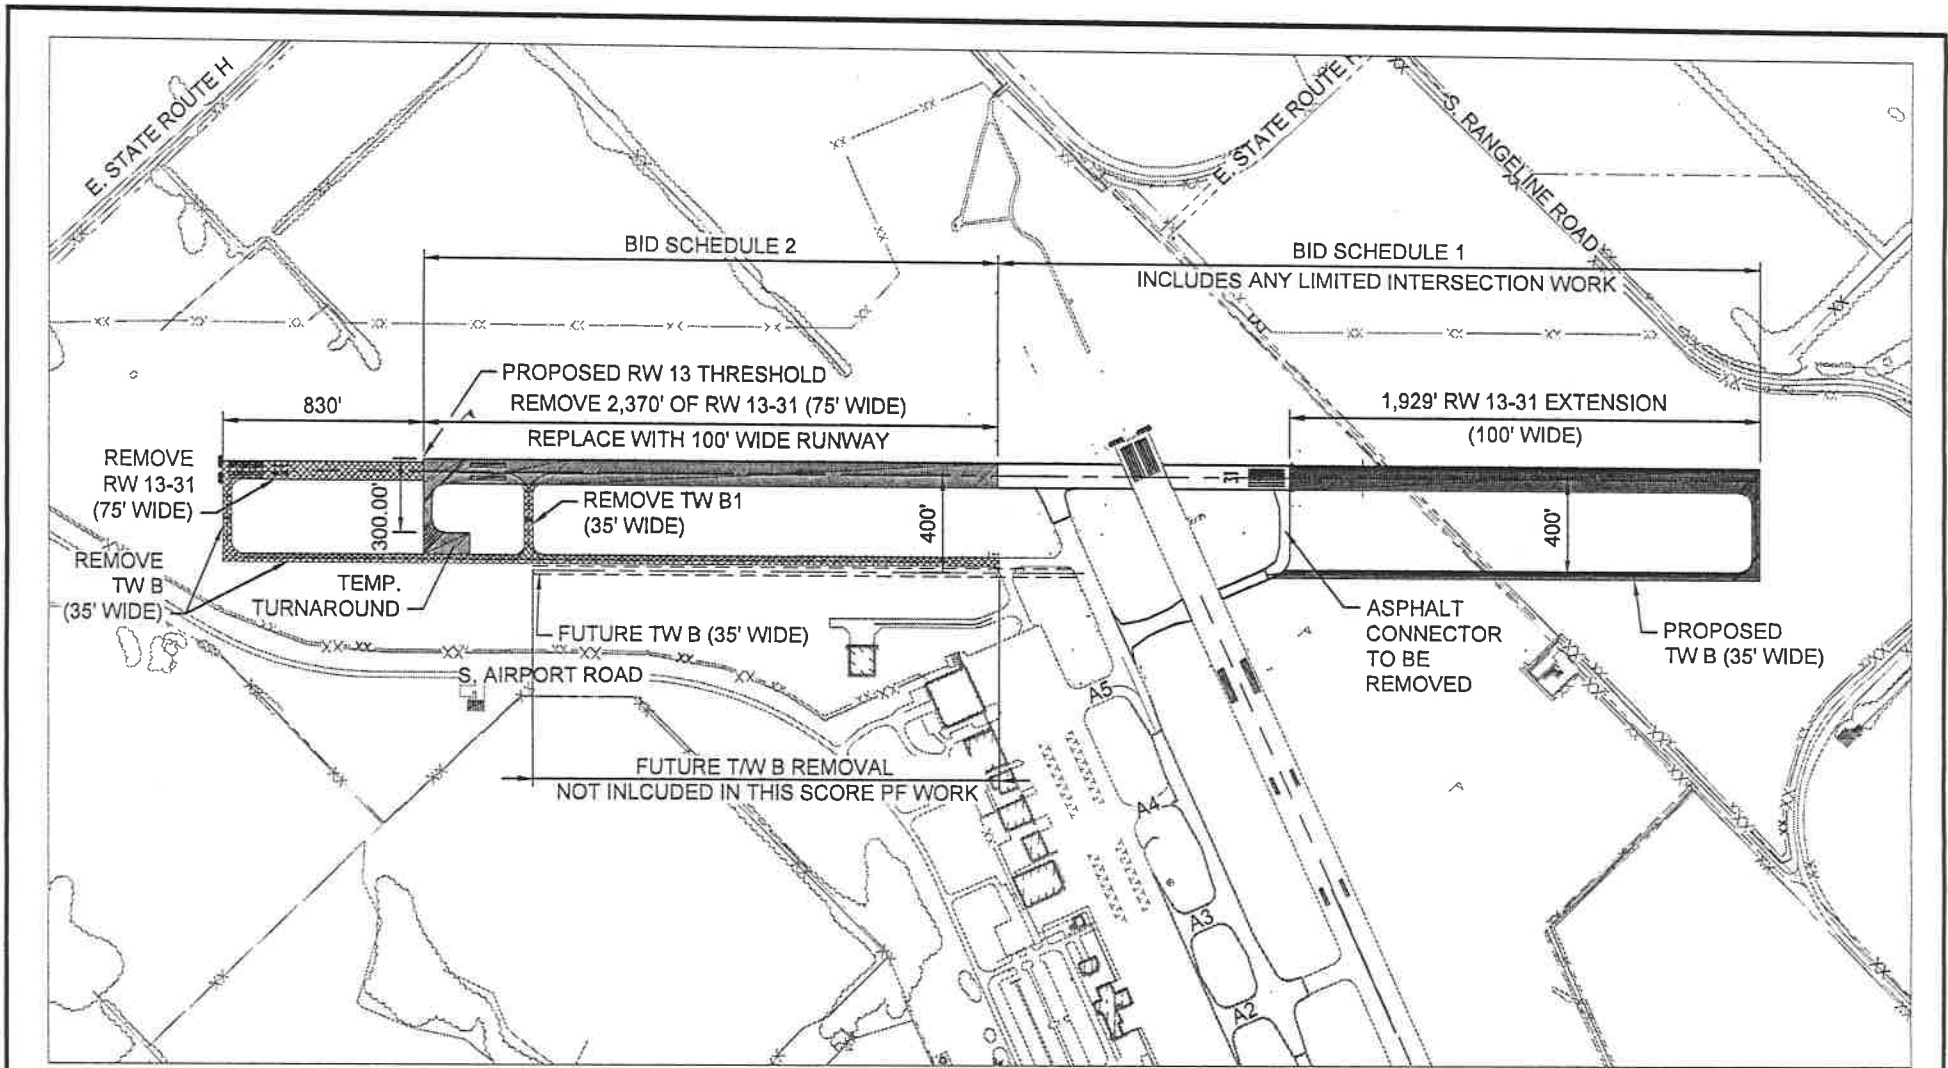 E. STATE ROUTE H
E. STATE ROUTE H
S. RANGELINE ROAD
BID SCHEDULE 2
BID SCHEDULE 1
INCLUDES ANY LIMITED INTERSECTION WORK
PROPOSED RW 13 THRESHOLD
830'
REMOVE 2,370' OF RW 13-31 (75' WIDE)
REPLACE WITH 100' WIDE RUNWAY
1,929' RW 13-31 EXTENSION
(100' WIDE)
REMOVE
RW 13-31
(75' WIDE)
300.00'
REMOVE TW B1
(35' WIDE)
400'
31
400'
REMOVE
TW B
(35' WIDE)
TEMP.
TURNAROUND
FUTURE TW B (35' WIDE)
ASPHALT
CONNECTOR
TO BE
REMOVED
PROPOSED
TW B (35' WIDE)
S. AIRPORT ROAD
A5
FUTURE T/W B REMOVAL
NOT INLCUDED IN THIS SCORE PF WORK
A4
A3
A2